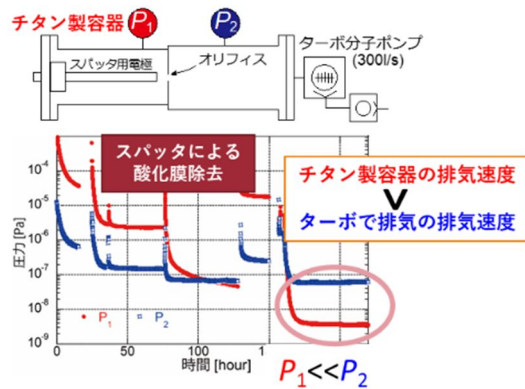 チタン製容器
P1
P2
ターボ分子ポンプ
(300l/s)
スパッタ用電極
オリフィス
スパッタによる
酸化膜除去
チタン製容器の排気速度
V
ターボで排気の排気速度
圧力 [Pa]
10-4
10-5
10-6
10-7
10-8
10-9
P1
P2
0
50
100
1
時間 [hour]
P1<<P2